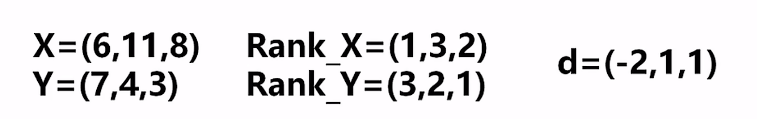 X=(6,11,8) Rank_X=(1,3,2)
Y=(7,4,3) Rank_Y=(3,2,1)
d=(-2,1,1)